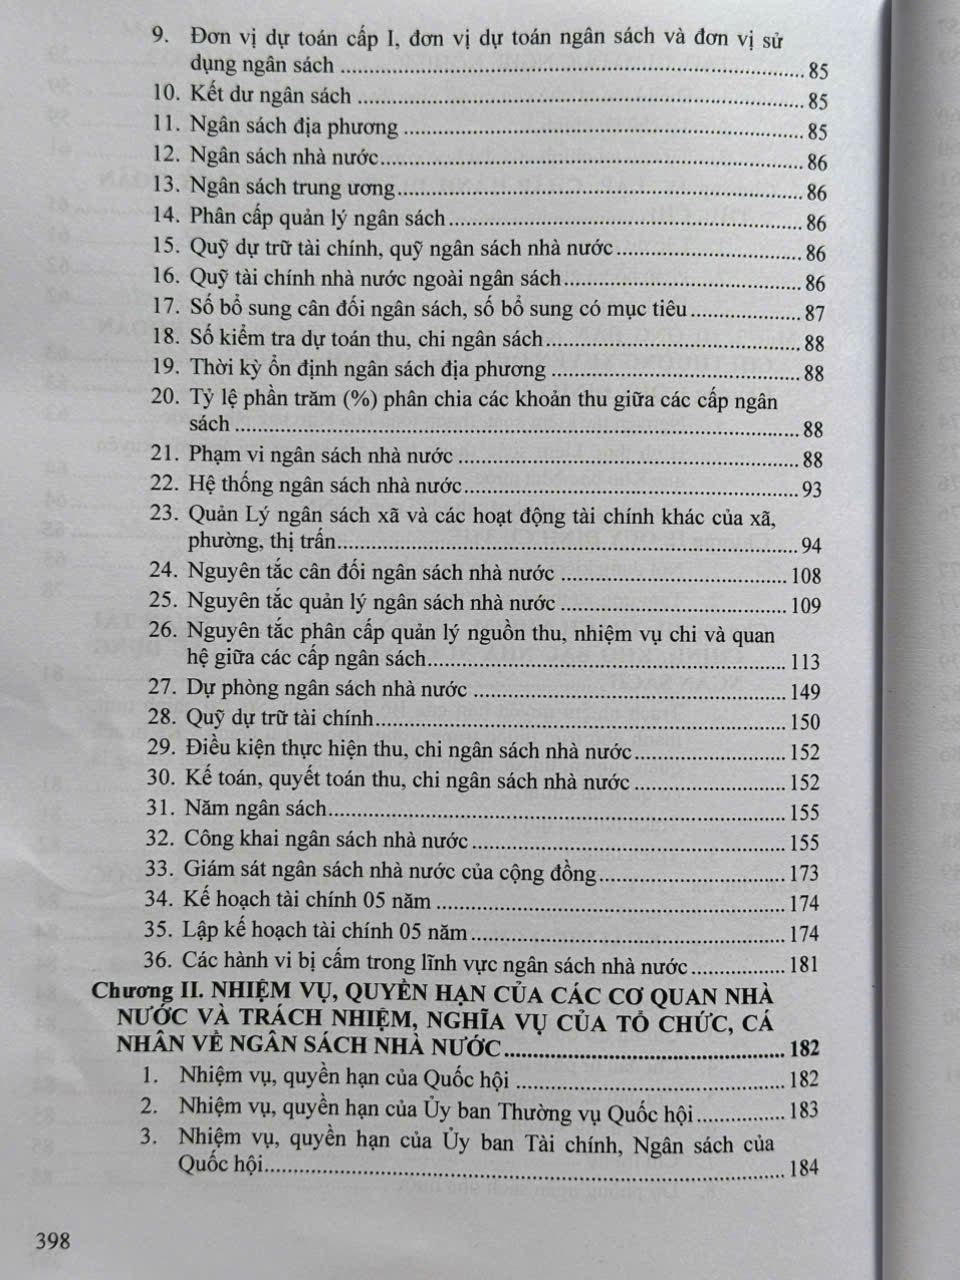 9. Đơn vị dự toán cấp I, đơn vị dự toán ngân sách và đơn vị sử
dụng ngân sách ..... 85
10. Kết dư ngân sách ..... 85
11. Ngân sách địa phương ..... 85
12. Ngân sách nhà nước ..... 86
13. Ngân sách trung ương ..... 86
14. Phân cấp quản lý ngân sách ..... 86
15. Quỹ dự trữ tài chính, quỹ ngân sách nhà nước ..... 86
16. Quỹ tài chính nhà nước ngoài ngân sách ..... 86
17. Số bổ sung cân đối ngân sách, số bổ sung có mục tiêu ..... 87
18. Số kiểm tra dự toán thu, chi ngân sách ..... 88
19. Thời kỳ ổn định ngân sách địa phương ..... 88
20. Tỷ lệ phần trăm (%) phân chia các khoản thu giữa các cấp ngân
sách ..... 88
21. Phạm vi ngân sách nhà nước ..... 88
22. Hệ thống ngân sách nhà nước ..... 93
23. Quản Lý ngân sách xã và các hoạt động tài chính khác của xã,
phường, thị trấn ..... 94
24. Nguyên tắc cân đối ngân sách nhà nước ..... 108
25. Nguyên tắc quản lý ngân sách nhà nước ..... 109
26. Nguyên tắc phân cấp quản lý nguồn thu, nhiệm vụ chi và quan
hệ giữa các cấp ngân sách ..... 113
27. Dự phòng ngân sách nhà nước ..... 149
28. Quỹ dự trữ tài chính ..... 150
29. Điều kiện thực hiện thu, chi ngân sách nhà nước ..... 152
30. Kế toán, quyết toán thu, chi ngân sách nhà nước ..... 152
31. Năm ngân sách ..... 155
32. Công khai ngân sách nhà nước ..... 155
33. Giám sát ngân sách nhà nước của cộng đồng ..... 173
34. Kế hoạch tài chính 05 năm ..... 174
35. Lập kế hoạch tài chính 05 năm ..... 174
36. Các hành vi bị cấm trong lĩnh vực ngân sách nhà nước ..... 181
Chương II. NHIỆM VỤ, QUYỀN HẠN CỦA CÁC CƠ QUAN NHÀ
NƯỚC VÀ TRÁCH NHIỆM, NGHĨA VỤ CỦA TỔ CHỨC, CÁ
NHÂN VỀ NGÂN SÁCH NHÀ NƯỚC ..... 182
1. Nhiệm vụ, quyền hạn của Quốc hội ..... 182
2. Nhiệm vụ, quyền hạn của Ủy ban Thường vụ Quốc hội ..... 183
3. Nhiệm vụ, quyền hạn của Ủy ban Tài chính, Ngân sách của
Quốc hội ..... 184
398